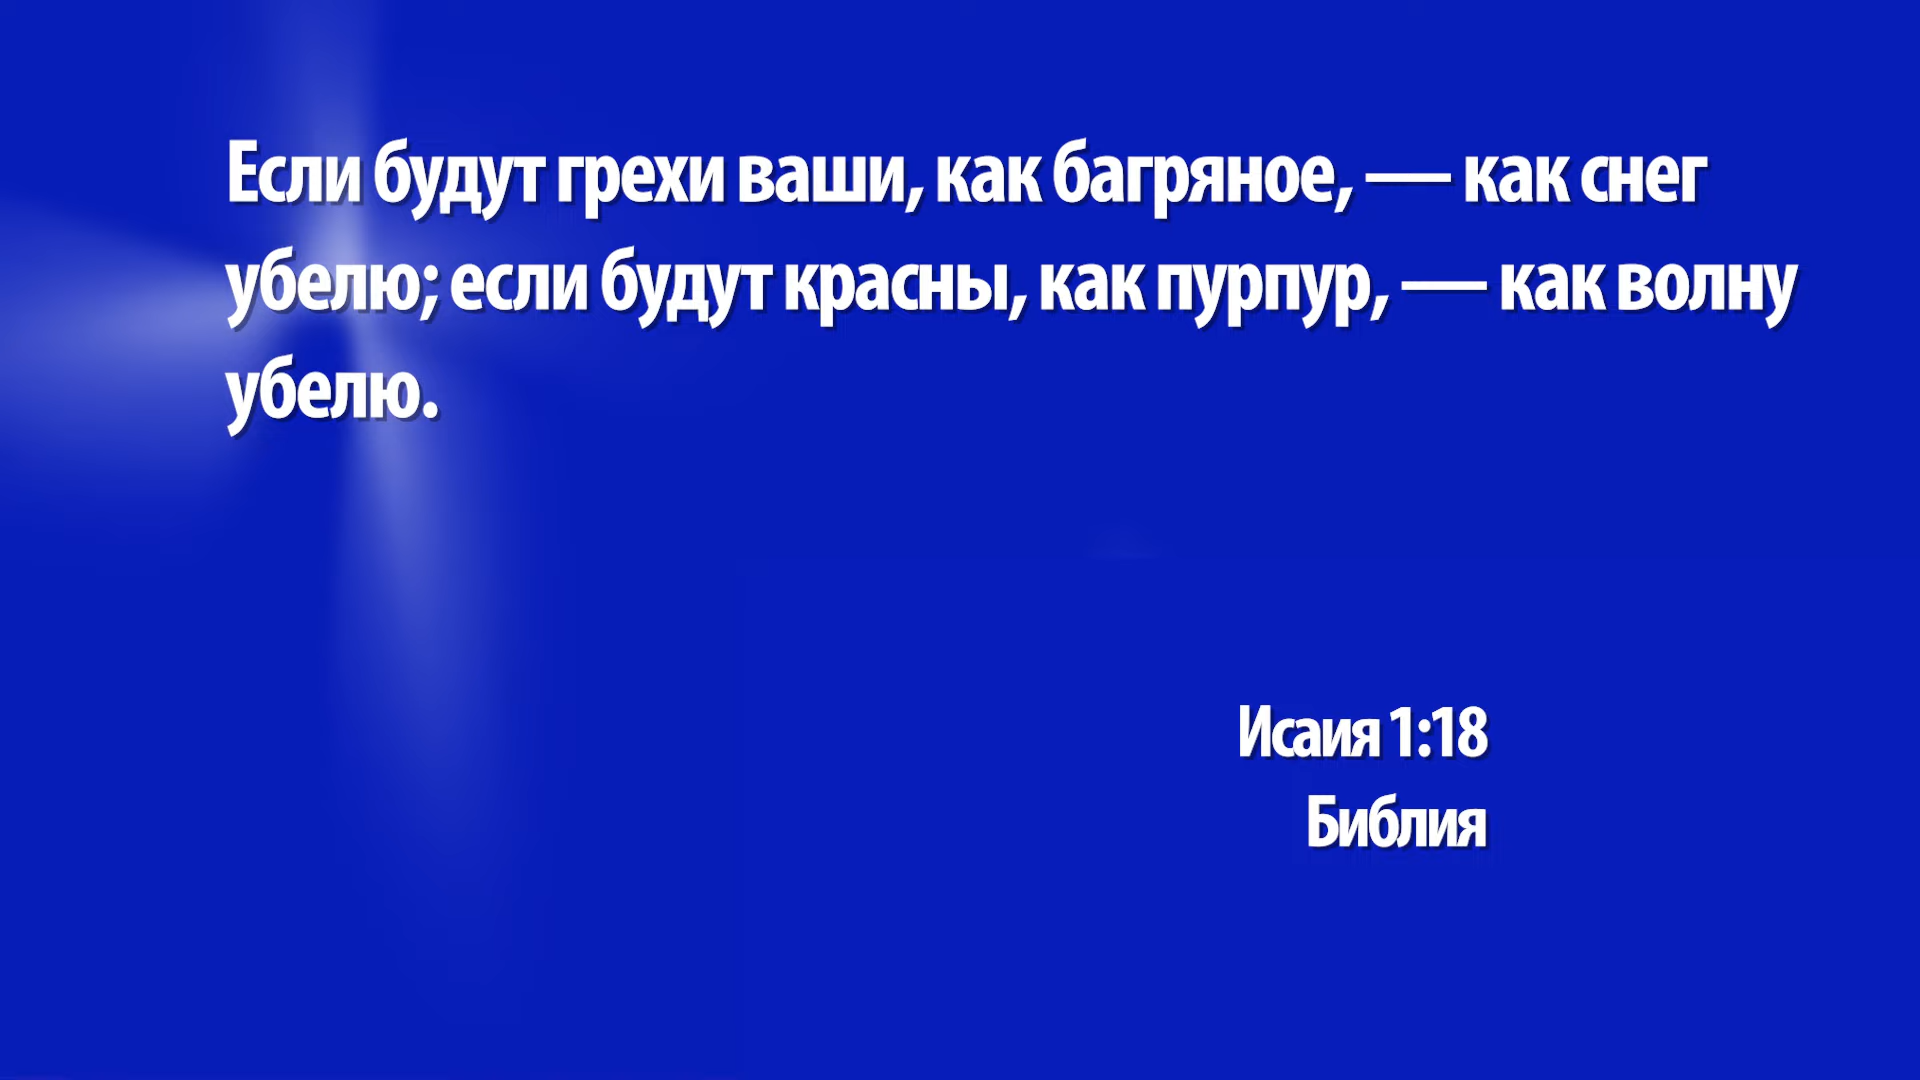 Если будут грехи ваши, как багряное, — как снег
убелю; если будут красны, как пурпур, — как волну
убелю.
Исаия 1:18
Библия